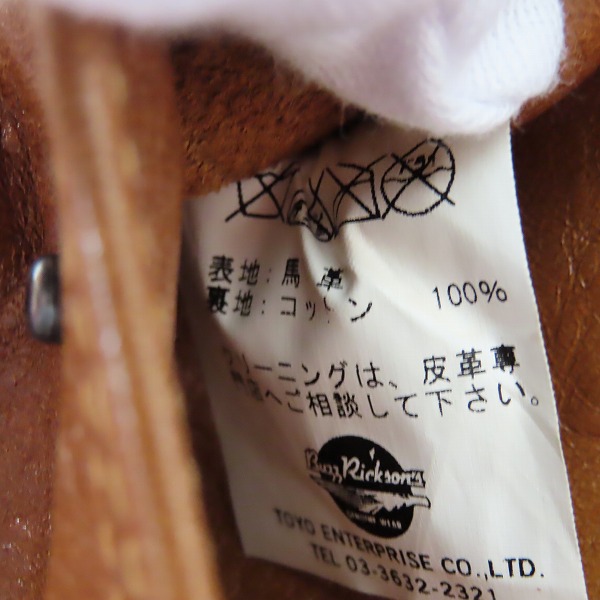 表地: 馬 革
裏地: コットン 100%
クリーニングは、皮革専
門店へご相談して下さい。
Buzz Rickson's
TOYO ENTERPRISE CO.,LTD.
TEL 03-3632-2321